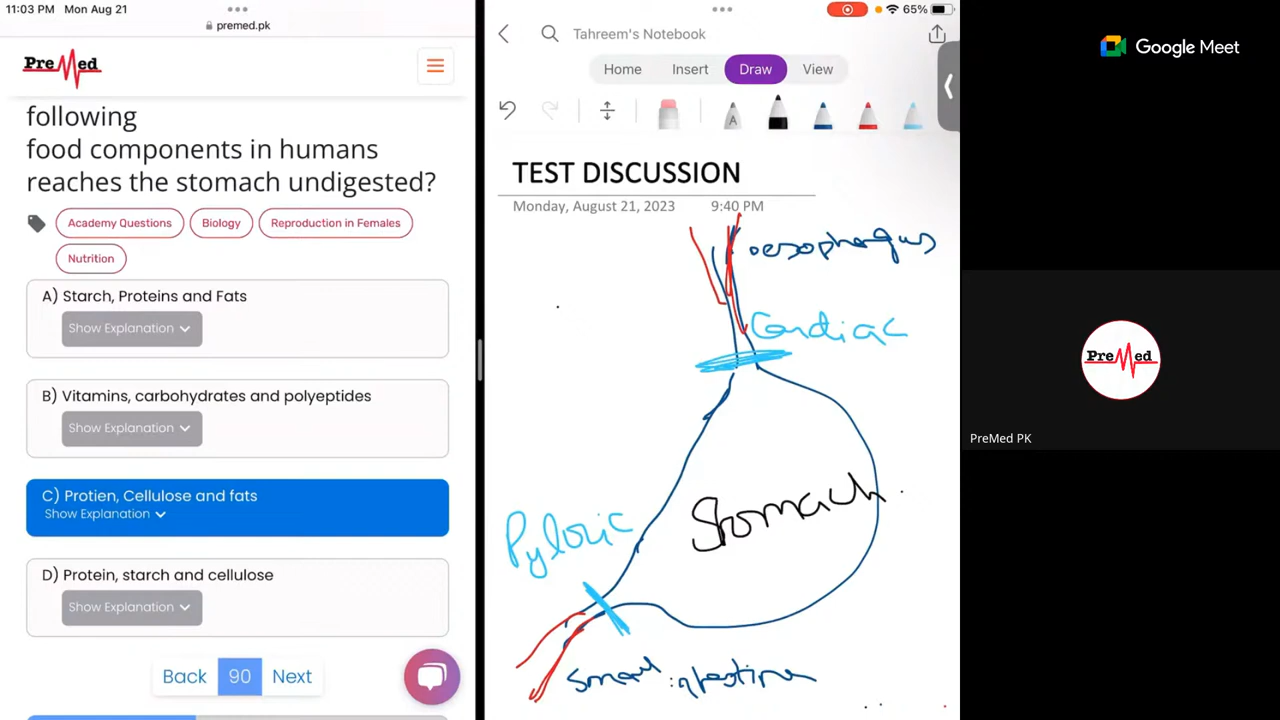 11:03 PM Mon Aug 21
premed.pk
PreMed
following
food components in humans
reaches the stomach undigested?
Academy Questions
Biology
Reproduction in Females
Nutrition
A) Starch, Proteins and Fats
Show Explanation
B) Vitamins, carbohydrates and polyeptides
Show Explanation
C) Protien, Cellulose and fats
Show Explanation
D) Protein, starch and cellulose
Show Explanation
Back 90 Next
65%
Tahreem's Notebook
Home Insert Draw View
A
TEST DISCUSSION
Monday, August 21, 2023 9:40 PM
oesophagus
Cardiac
Stomach
Pyloric
Small intestine
Google Meet
PreMed
PreMed PK